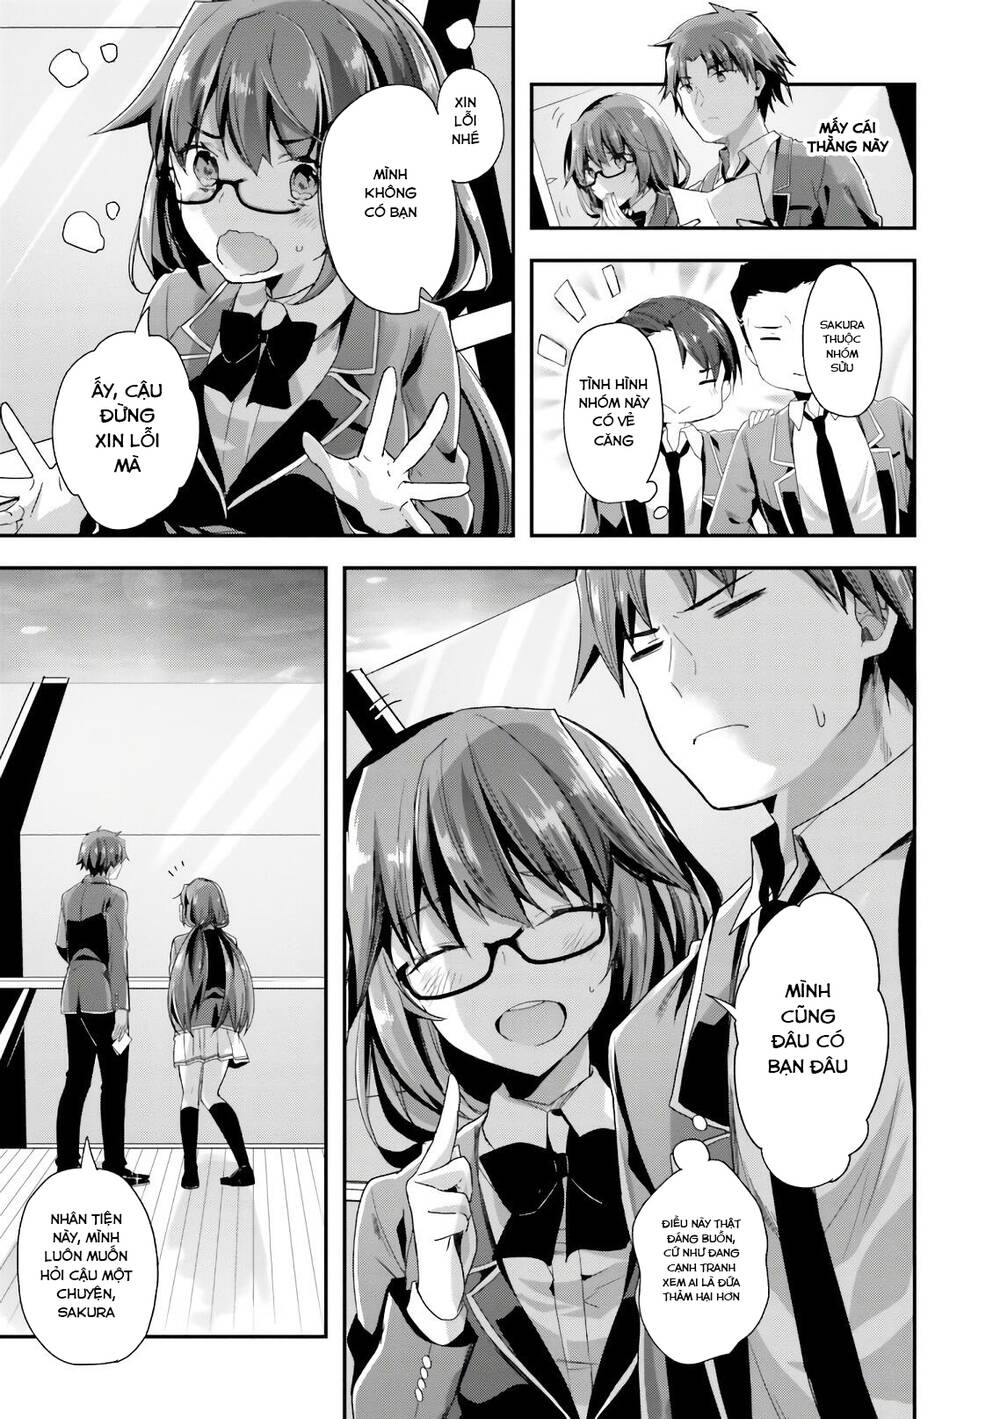 MẤY CÁI
THẰNG NÀY
SAKURA
THUỘC
NHÓM
SỬU
TÌNH HÌNH
NHÓM NÀY
CÓ VẺ
CĂNG
XIN
LỖI
NHÉ
MÌNH
KHÔNG
CÓ BẠN
ẤY, CẬU
ĐỪNG
XIN LỖI
MÀ
MÌNH
CŨNG
ĐÂU CÓ
BẠN ĐÂU
ĐIỀU NÀY THẬT
ĐÁNG BUỒN,
CỨ NHƯ ĐANG
CẠNH TRANH
XEM AI LÀ ĐỨA
THẢM HẠI HƠN
NHÂN TIỆN
NÀY, MÌNH
LUÔN MUỐN
HỎI CẬU MỘT
CHUYỆN,
SAKURA